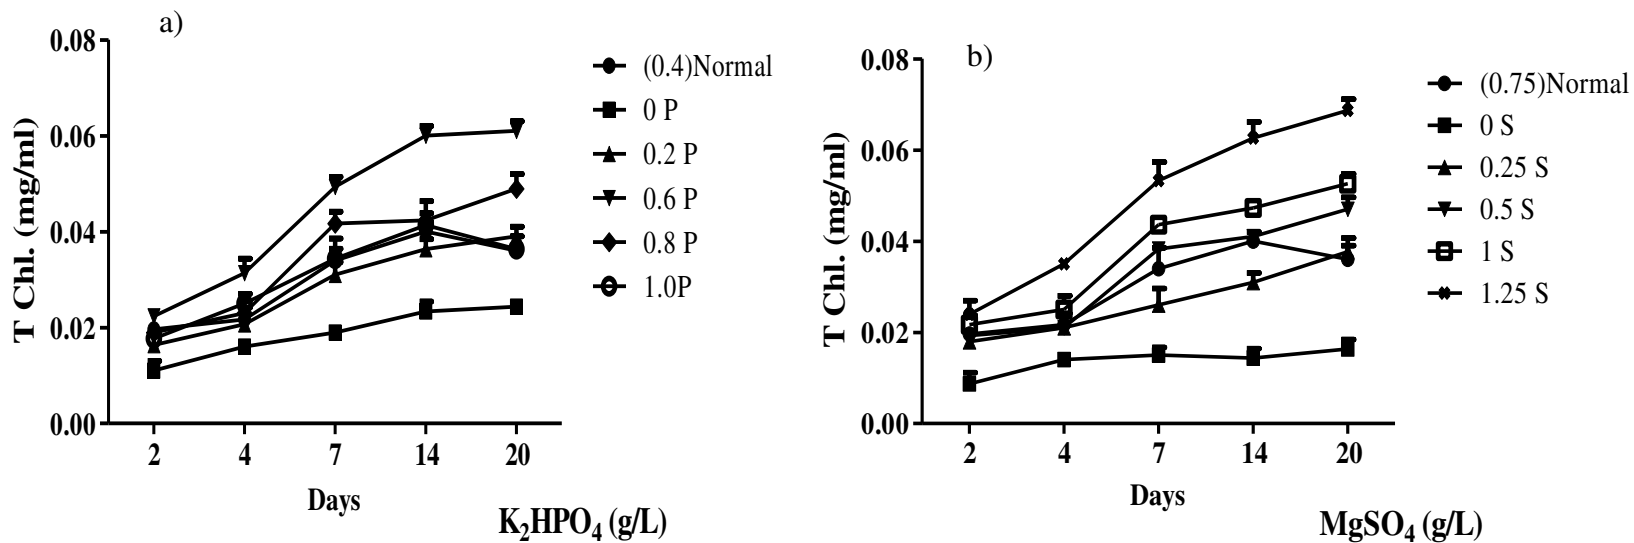 a)
T Chl. (mg/ml)
0.08
0.06
0.04
0.02
0.00
2 4 7 14 20
Days
K₂HPO₄ (g/L)
(0.4)Normal
0 P
0.2 P
0.6 P
0.8 P
1.0P
b)
T Chl. (mg/ml)
0.08
0.06
0.04
0.02
0.00
2 4 7 14 20
Days
MgSO₄ (g/L)
(0.75)Normal
0 S
0.25 S
0.5 S
1 S
1.25 S